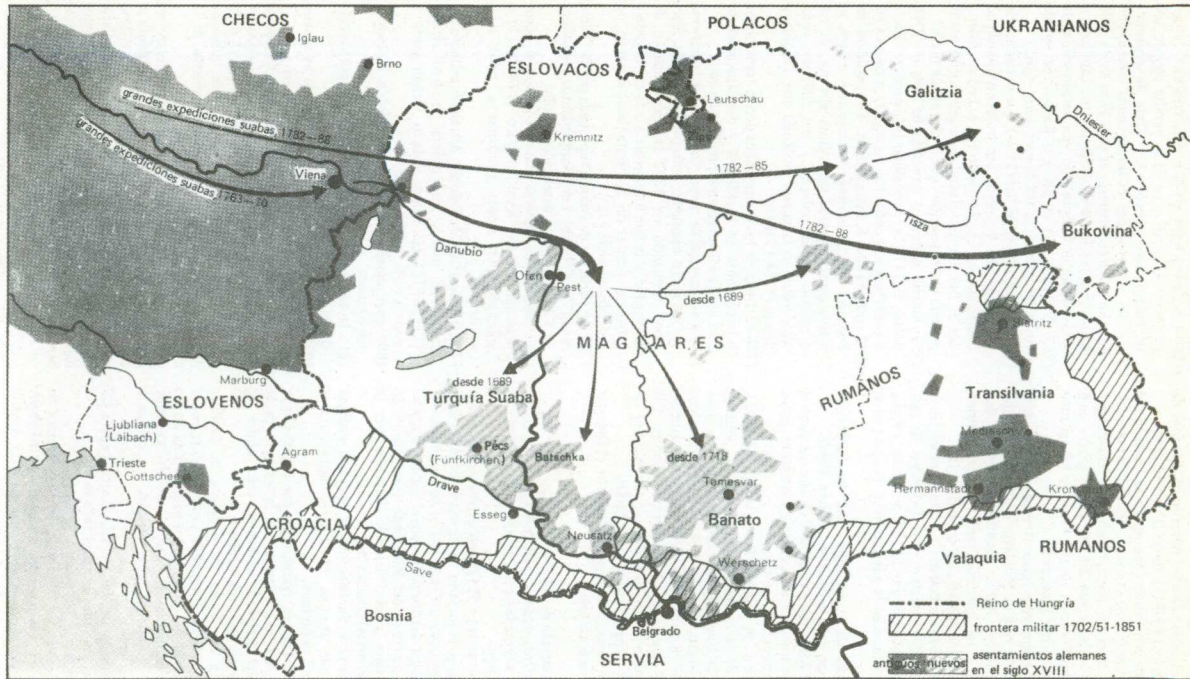 CHECOS
Iglau
Brno
POLACOS
UKRANIANOS
ESLOVACOS
Leutschau
Kremnitz
Galitzia
Dniester
grandes expediciones suabas, 1782–88
grandes expediciones suabas, 1763–70
Viena
1782–85
1782–88
Tisza
Bukovina
Danubio
Ofen
Pest
desde 1689
MAGIARES
Bistritz
desde 1689
Turquía Suaba
RUMANOS
Transilvania
Marburg
ESLOVENOS
Ljubliana
(Laibach)
Trieste
Gottschee
Agram
Pécs
(Funfkirchen)
Batschka
desde 1718
Temesvar
Banato
Mediasch
Hermannstadt
Kronstadt
Drave
Esseg
CROACIA
Neusatz
Werschetz
Save
Bosnia
Belgrado
SERVIA
Valaquia
RUMANOS
Reino de Hungría
frontera militar 1702/51-1851
antiguos nuevos
asentamientos alemanes
en el siglo XVIII